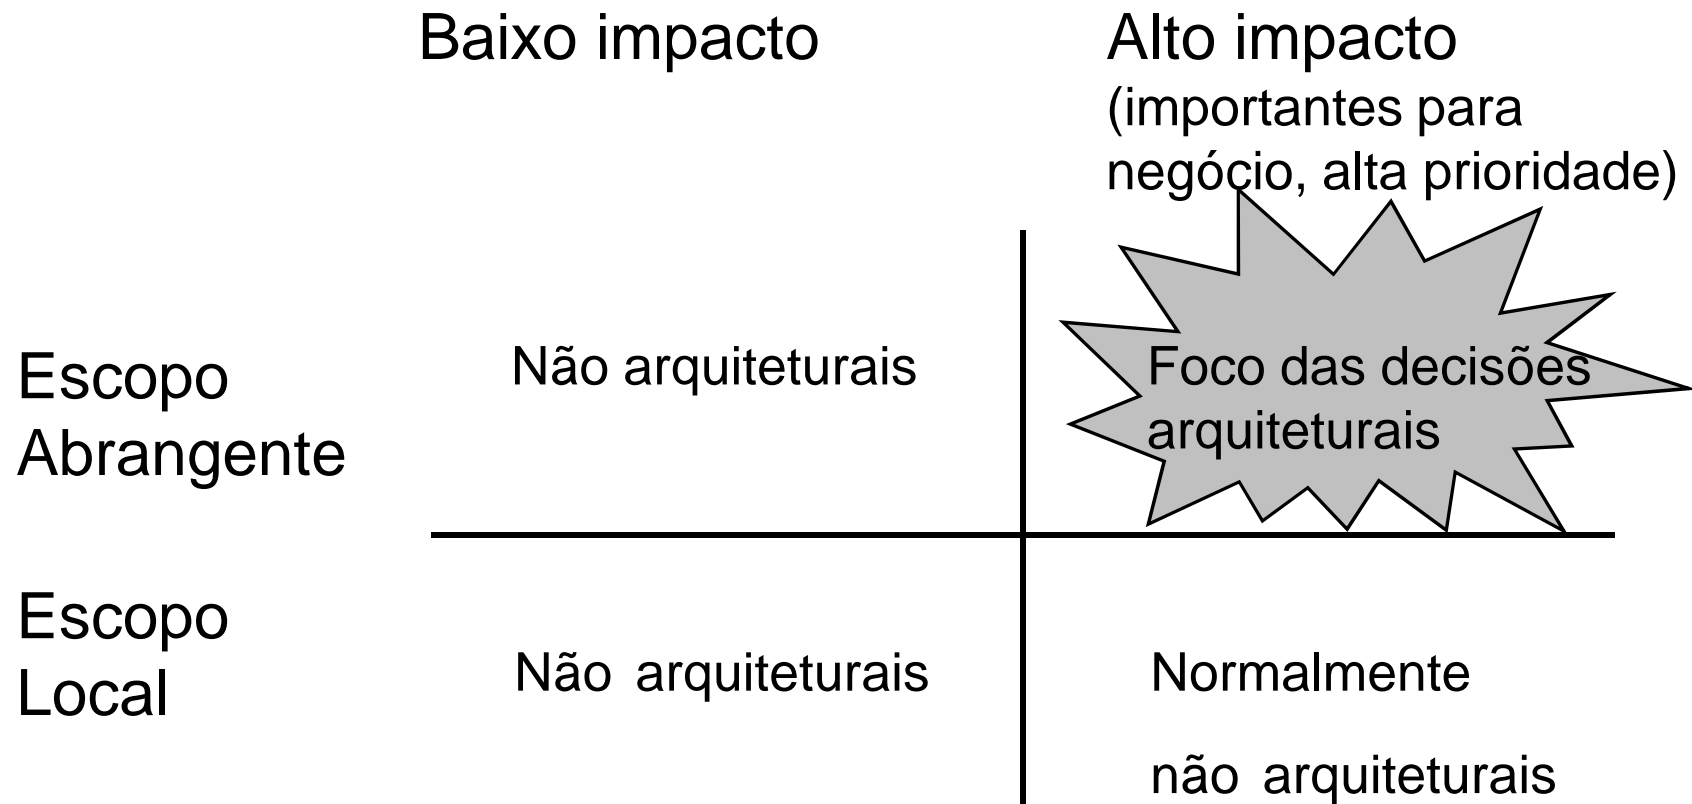 Baixo impacto
Alto impacto
(importantes para
negócio, alta prioridade)
Escopo
Abrangente
Não arquiteturais
Foco das decisões
arquiteturais
Escopo
Local
Não arquiteturais
Normalmente
não arquiteturais